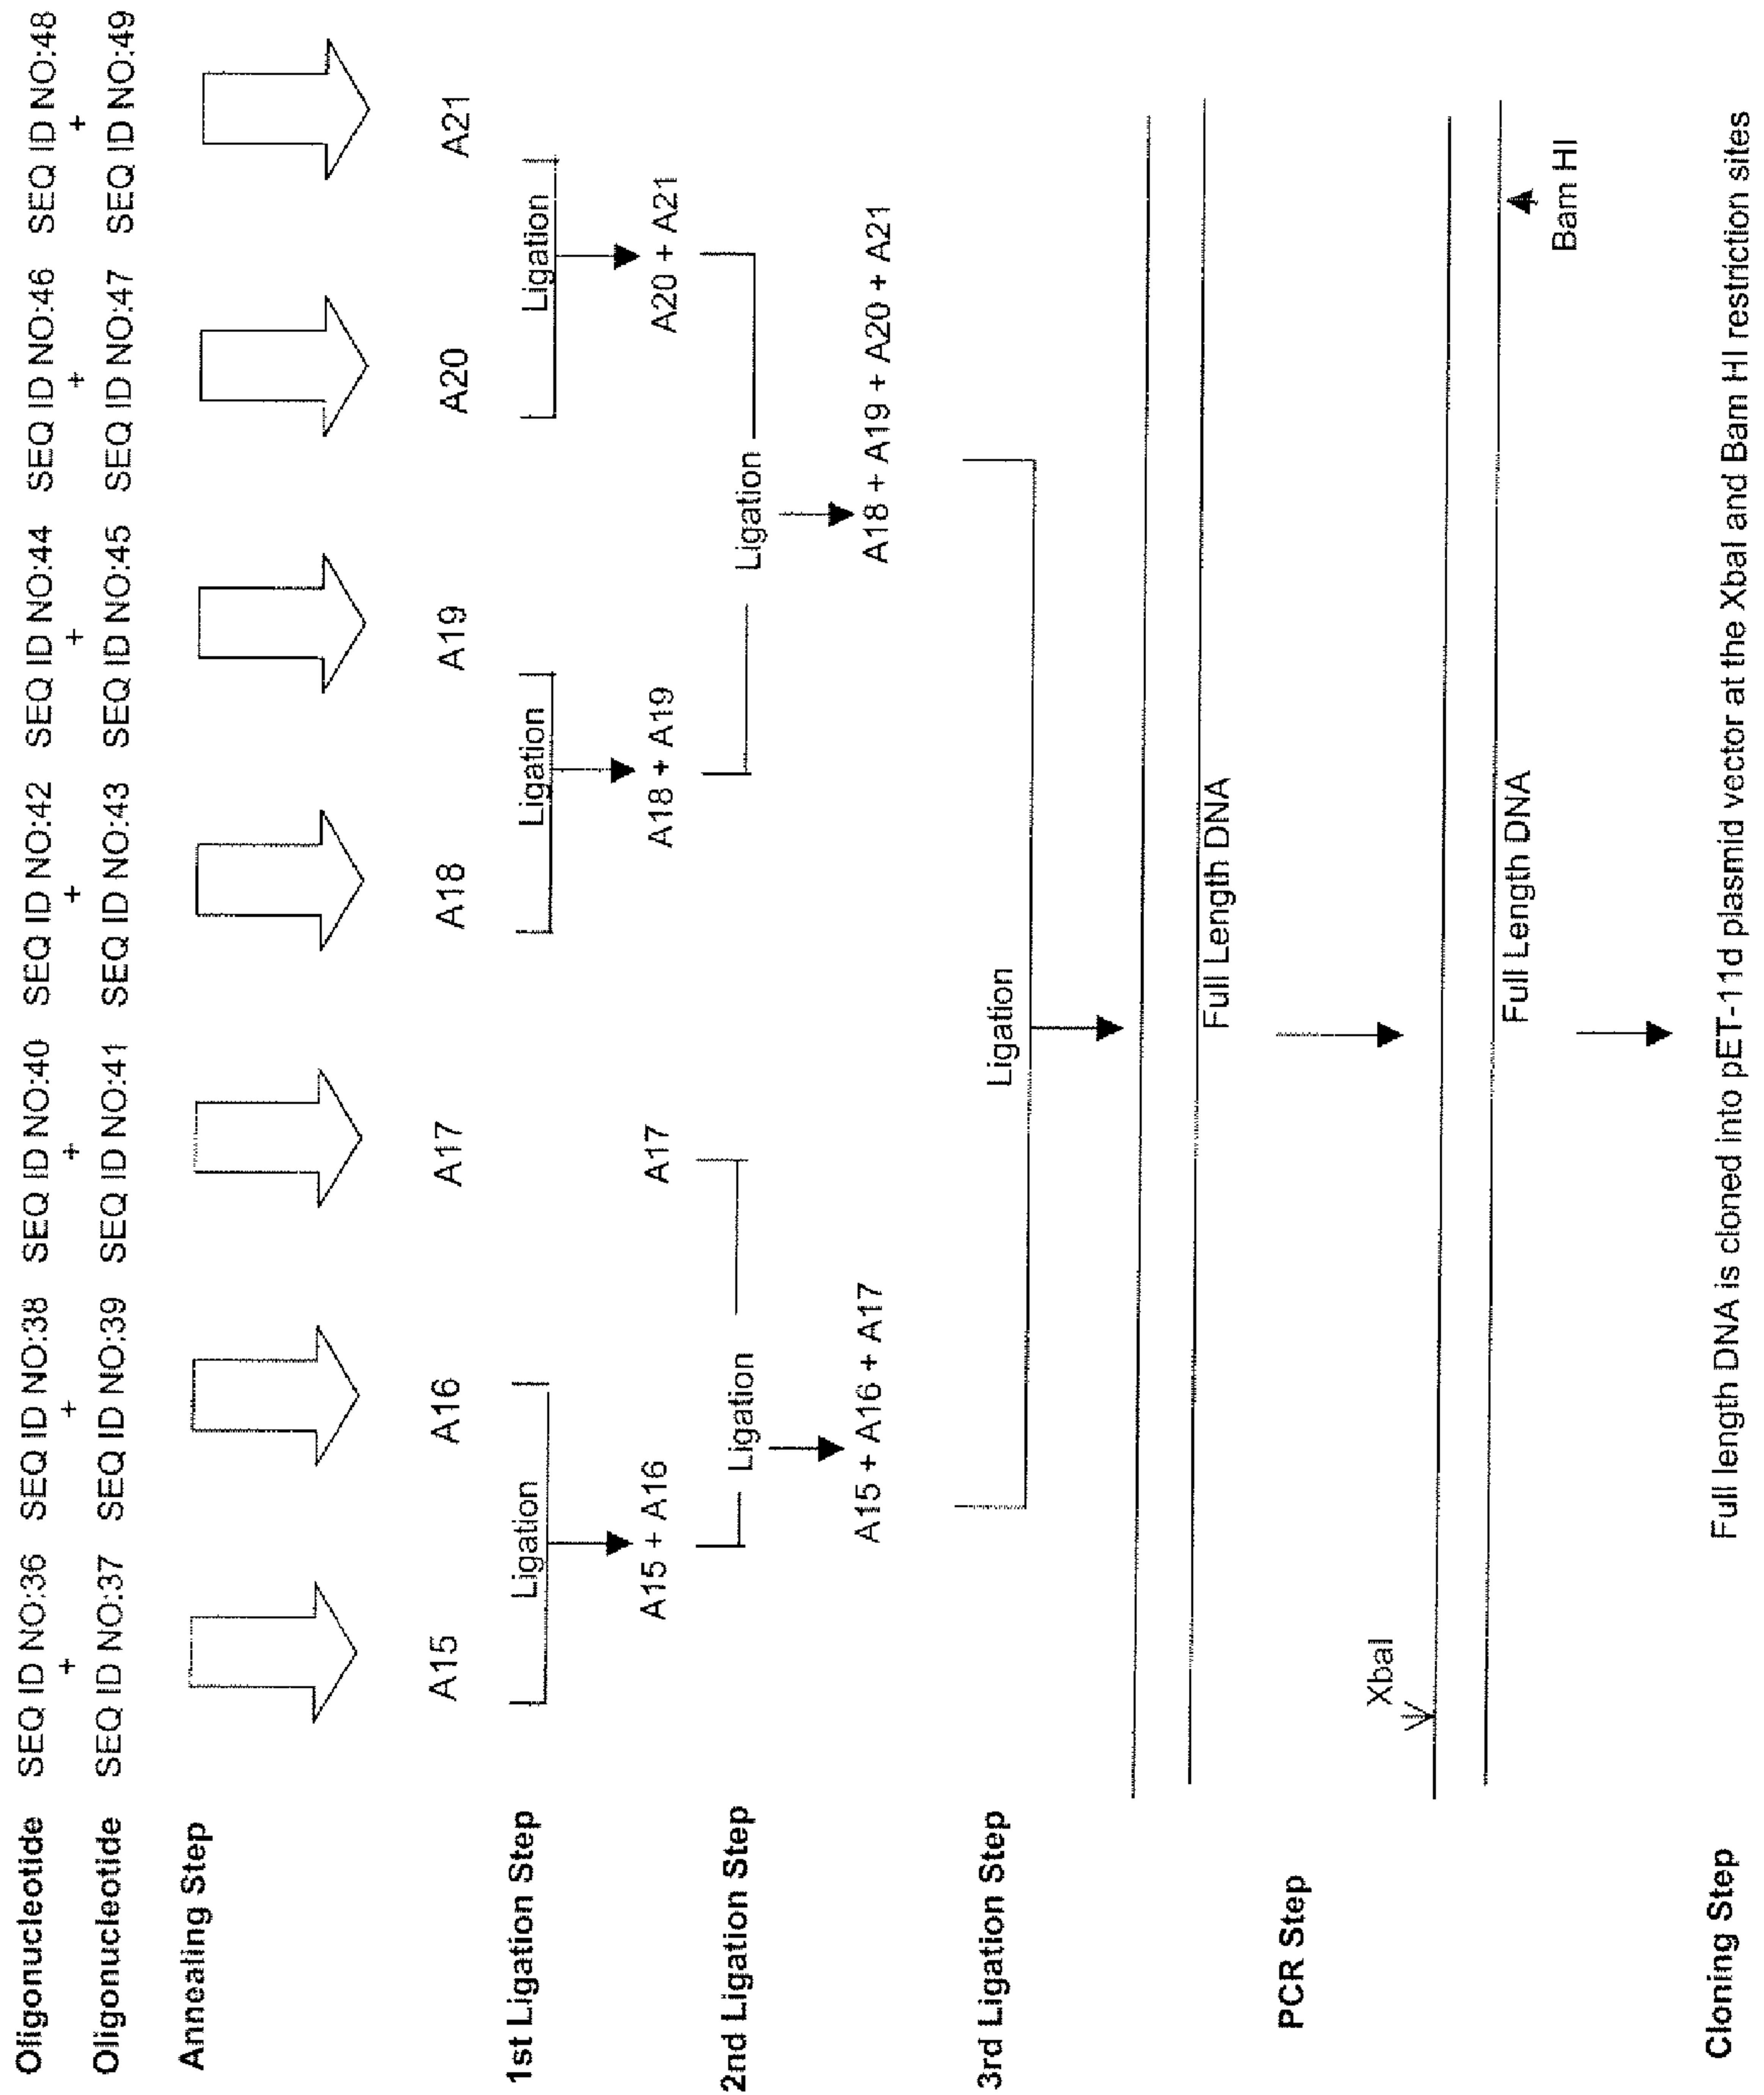 Oligonucleotide SEQ ID NO:36 SEQ ID NO:38 SEQ ID NO:40 SEQ ID NO:42 SEQ ID NO:44 SEQ ID NO:46 SEQ ID NO:48
+ + + + + + +
Oligonucleotide SEQ ID NO:37 SEQ ID NO:39 SEQ ID NO:41 SEQ ID NO:43 SEQ ID NO:45 SEQ ID NO:47 SEQ ID NO:49
Annealing Step
A15 A16 A17 A18 A19 A20 A21
1st Ligation Step Ligation Ligation Ligation
A15 + A16 A17 A18 + A19 A20 + A21
2nd Ligation Step Ligation Ligation
A15 + A16 + A17 A18 + A19 + A20 + A21
3rd Ligation Step Ligation
Full Length DNA
PCR Step
XbaI
Full Length DNA
Bam HI
Cloning Step Full length DNA is cloned into pET-11d plasmid vector at the XbaI and Bam HI restriction sites